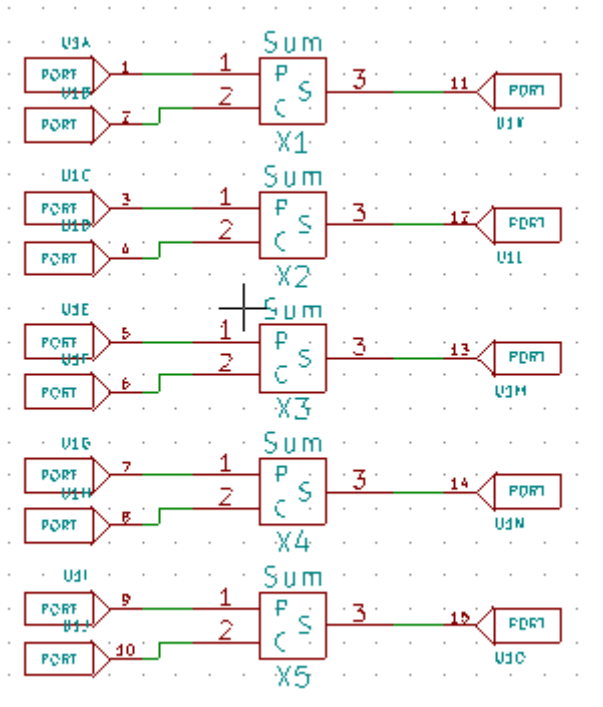 U1A Sum
PORT 1 1 P S 3 11 PORT
U1B 2 C
PORT 2 X1 U1K
U1C Sum
PORT 3 1 P S 3 12 PORT
U1D 2 C
PORT 4 X2 U1L
U1E Sum
PORT 5 1 P S 3 13 PORT
U1F 2 C
PORT 6 X3 U1M
U1G Sum
PORT 7 1 P S 3 14 PORT
U1H 2 C
PORT 8 X4 U1N
U1I Sum
PORT 9 1 P S 3 15 PORT
U1J 2 C
PORT 10 X5 U1O